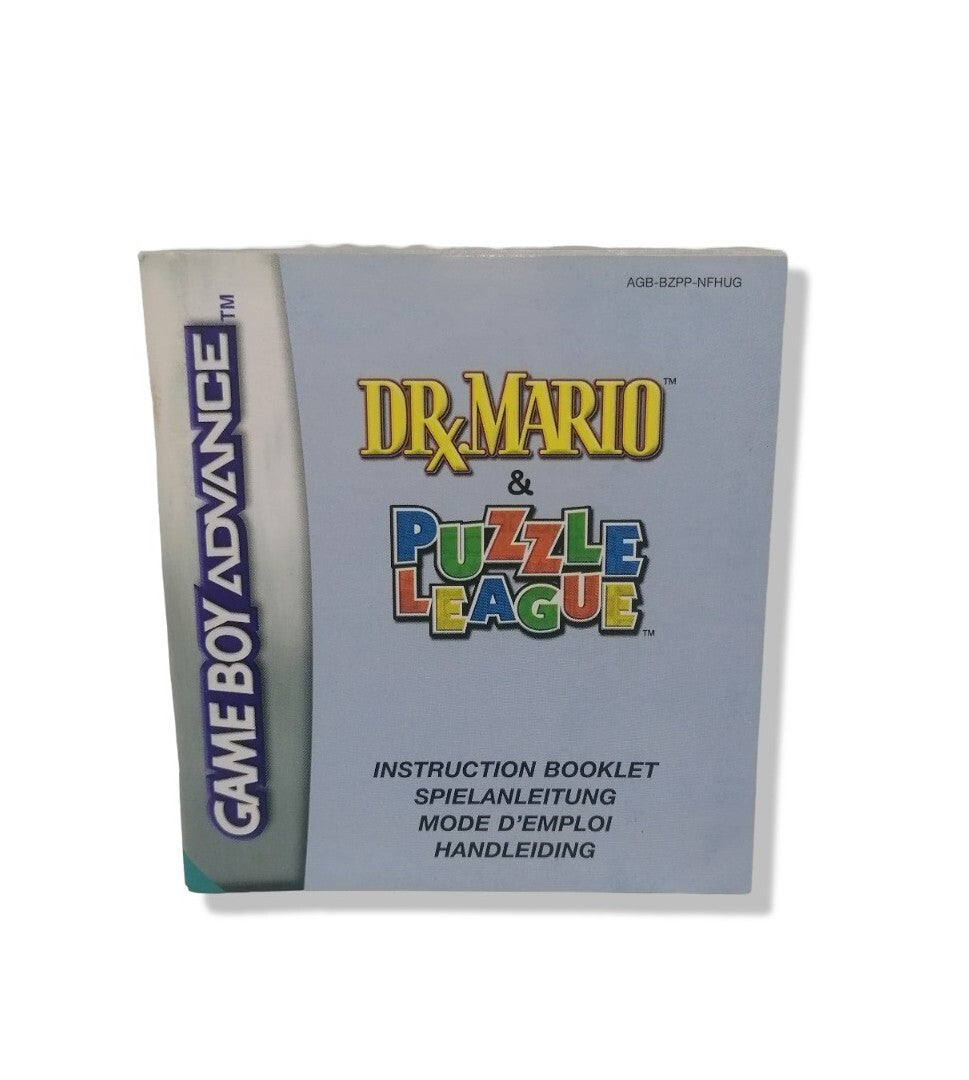 AGB-BZPP-NFHUG
GAME BOY ADVANCE™
DR.MARIO™
&
PUZZLE
LEAGUE™
INSTRUCTION BOOKLET
SPIELANLEITUNG
MODE D'EMPLOI
HANDLEIDING